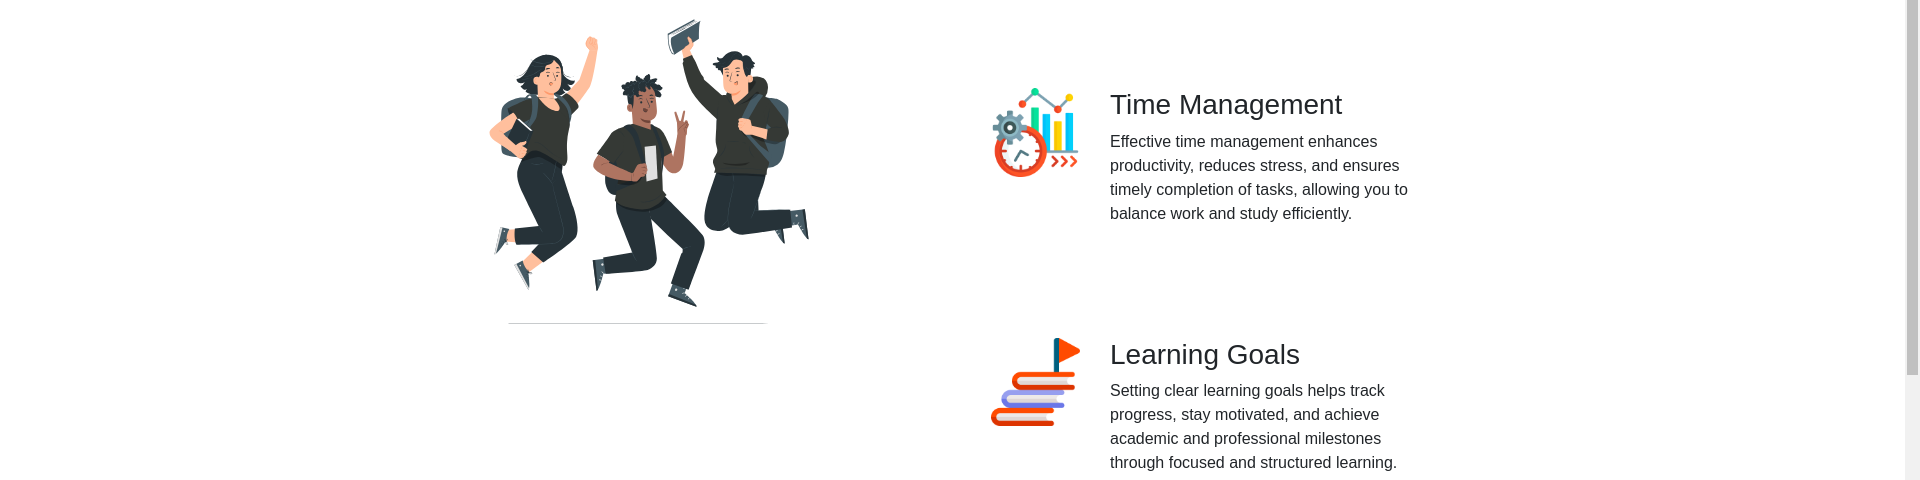 Time Management
Effective time management enhances
productivity, reduces stress, and ensures
timely completion of tasks, allowing you to
balance work and study efficiently.
Learning Goals
Setting clear learning goals helps track
progress, stay motivated, and achieve
academic and professional milestones
through focused and structured learning.